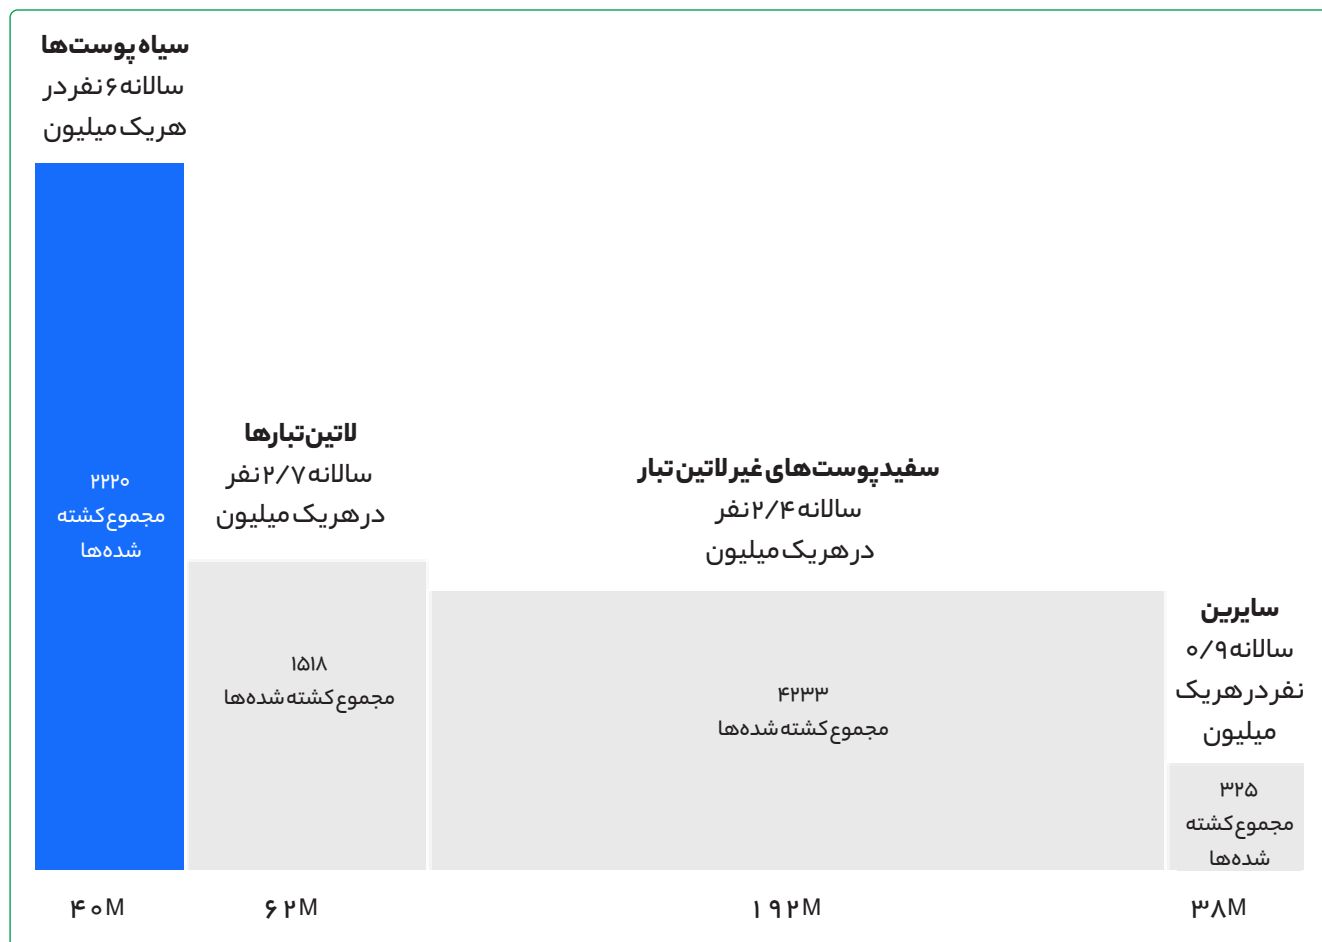 سیاه‌پوست‌ها
سالانه ۶ نفر در
هر یک میلیون
۲۲۲۰
مجموع کشته
شده‌ها
۴۰M
لاتین‌تبارها
سالانه ۲/۷ نفر
در هر یک میلیون
۱۵۱۸
مجموع کشته شده‌ها
۶۲M
سفیدپوست‌های غیر لاتین تبار
سالانه ۲/۴ نفر
در هر یک میلیون
۴۲۳۳
مجموع کشته شده‌ها
۱۹۲M
سایرین
سالانه ۰/۹
نفر در هر یک
میلیون
۳۲۵
مجموع کشته
شده‌ها
۳۸M